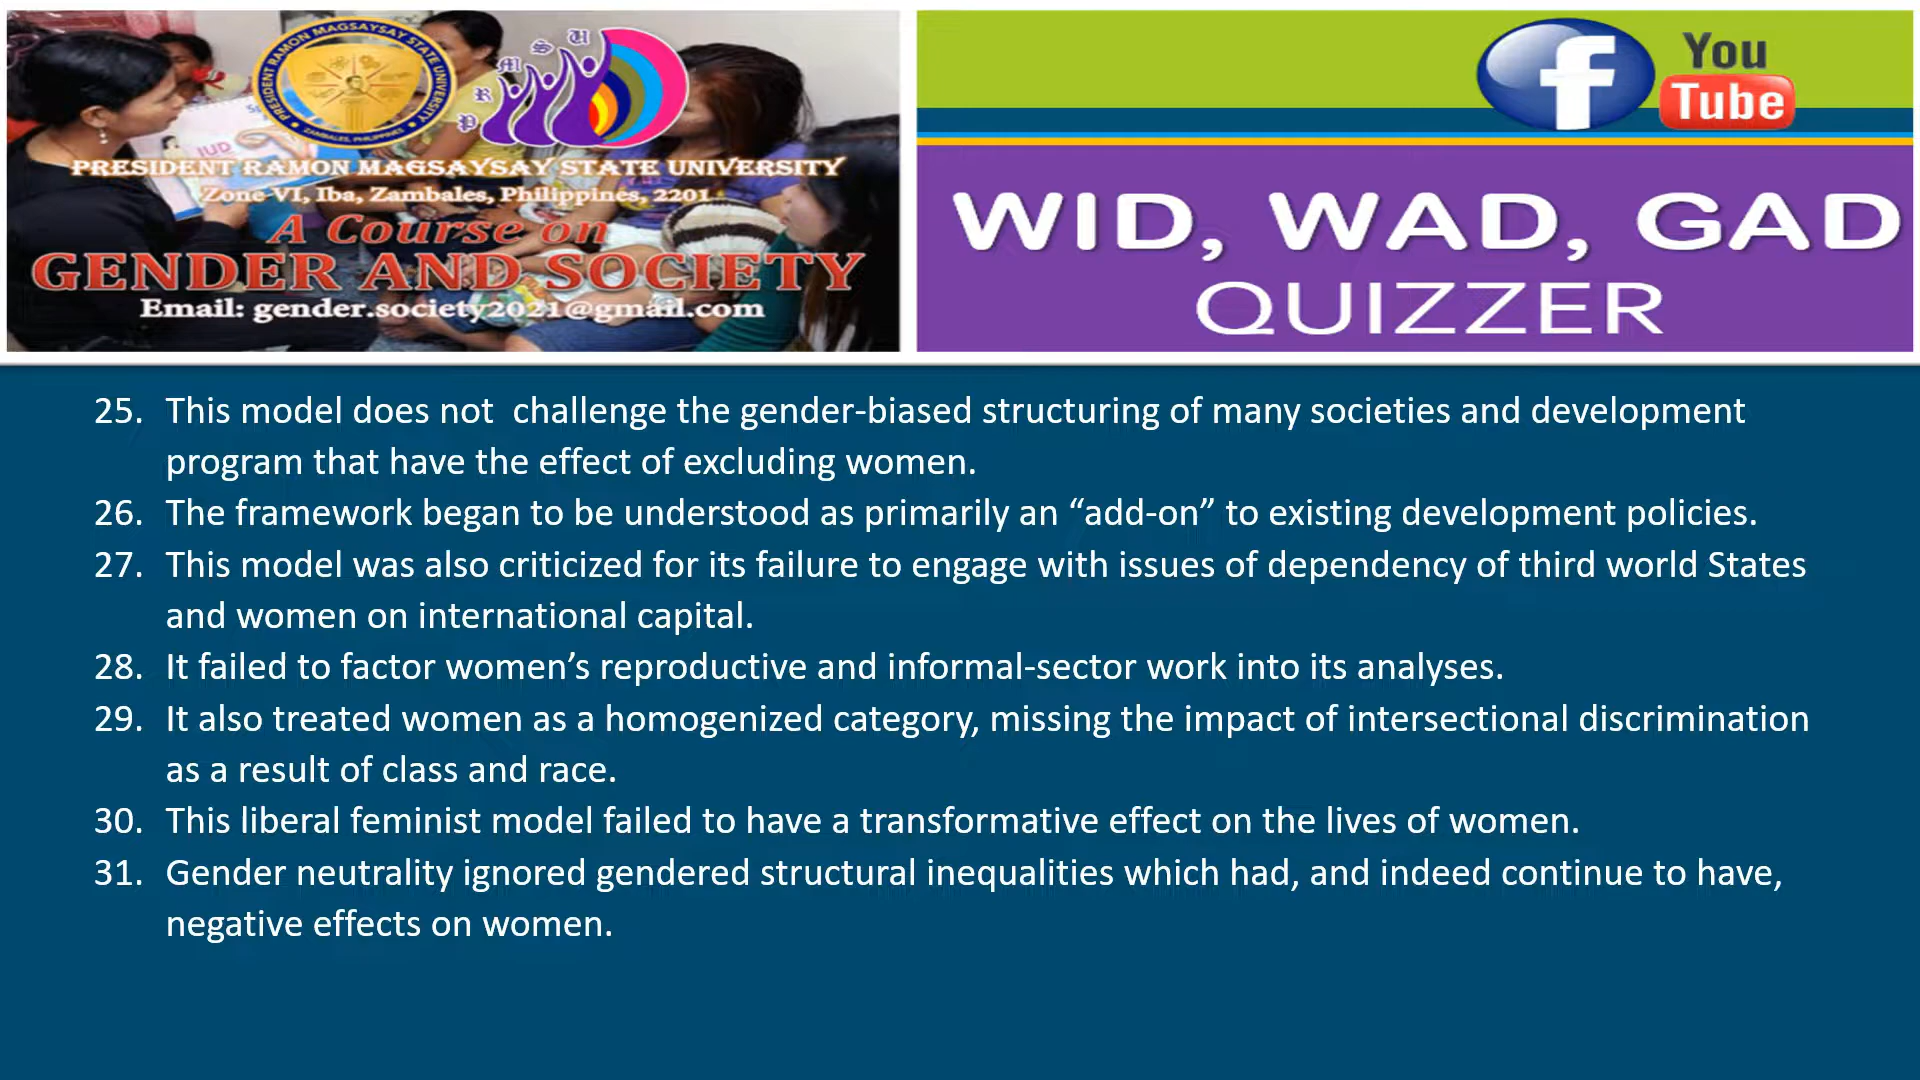 PRESIDENT RAMON MAGSAYSAY STATE UNIVERSITY
ZAMBALES, PHILIPPINES
P R M S U
IUD
PRESIDENT RAMON MAGSAYSAY STATE UNIVERSITY
Zone VI, Iba, Zambales, Philippines, 2201
A Course on
GENDER AND SOCIETY
Email: gender.society2021@gmail.com
f
You
Tube
WID, WAD, GAD
QUIZZER
25. This model does not challenge the gender-biased structuring of many societies and development
program that have the effect of excluding women.
26. The framework began to be understood as primarily an “add-on” to existing development policies.
27. This model was also criticized for its failure to engage with issues of dependency of third world States
and women on international capital.
28. It failed to factor women’s reproductive and informal-sector work into its analyses.
29. It also treated women as a homogenized category, missing the impact of intersectional discrimination
as a result of class and race.
30. This liberal feminist model failed to have a transformative effect on the lives of women.
31. Gender neutrality ignored gendered structural inequalities which had, and indeed continue to have,
negative effects on women.